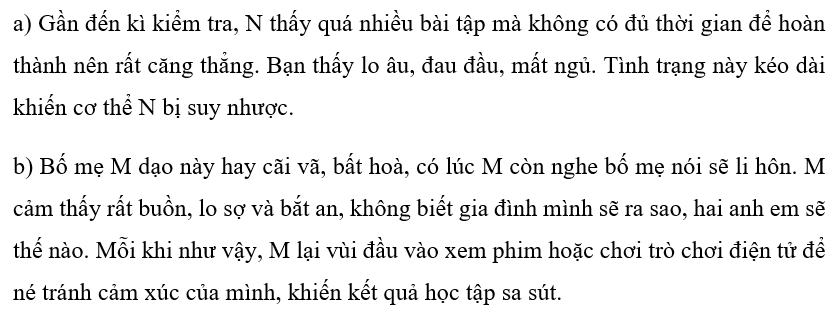 a) Gần đến kì kiểm tra, N thấy quá nhiều bài tập mà không có đủ thời gian để hoàn
thành nên rất căng thẳng. Bạn thấy lo âu, đau đầu, mất ngủ. Tình trạng này kéo dài
khiến cơ thể N bị suy nhược.
b) Bố mẹ M dạo này hay cãi vã, bất hoà, có lúc M còn nghe bố mẹ nói sẽ li hôn. M
cảm thấy rất buồn, lo sợ và bắt an, không biết gia đình mình sẽ ra sao, hai anh em sẽ
thế nào. Mỗi khi như vậy, M lại vùi đầu vào xem phim hoặc chơi trò chơi điện tử để
né tránh cảm xúc của mình, khiến kết quả học tập sa sút.